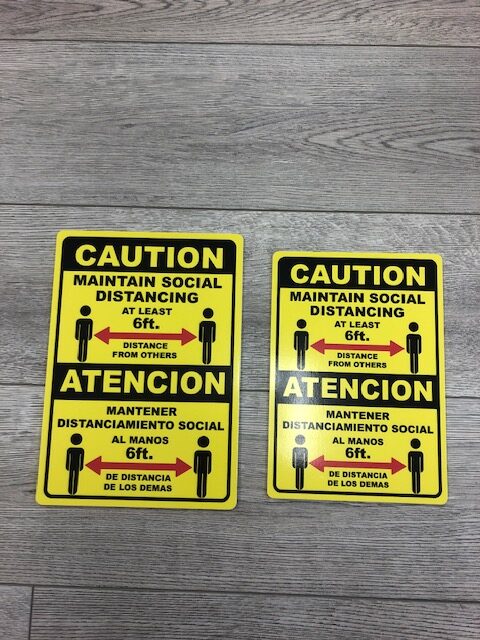 CAUTION
MAINTAIN SOCIAL
DISTANCING
AT LEAST
6ft.
DISTANCE
FROM OTHERS
ATENCION
MANTENER
DISTANCIAMIENTO SOCIAL
AL MANOS
6ft.
DE DISTANCIA
DE LOS DEMAS
CAUTION
MAINTAIN SOCIAL
DISTANCING
AT LEAST
6ft.
DISTANCE
FROM OTHERS
ATENCION
MANTENER
DISTANCIAMIENTO SOCIAL
AL MANOS
6ft.
DE DISTANCIA
DE LOS DEMAS